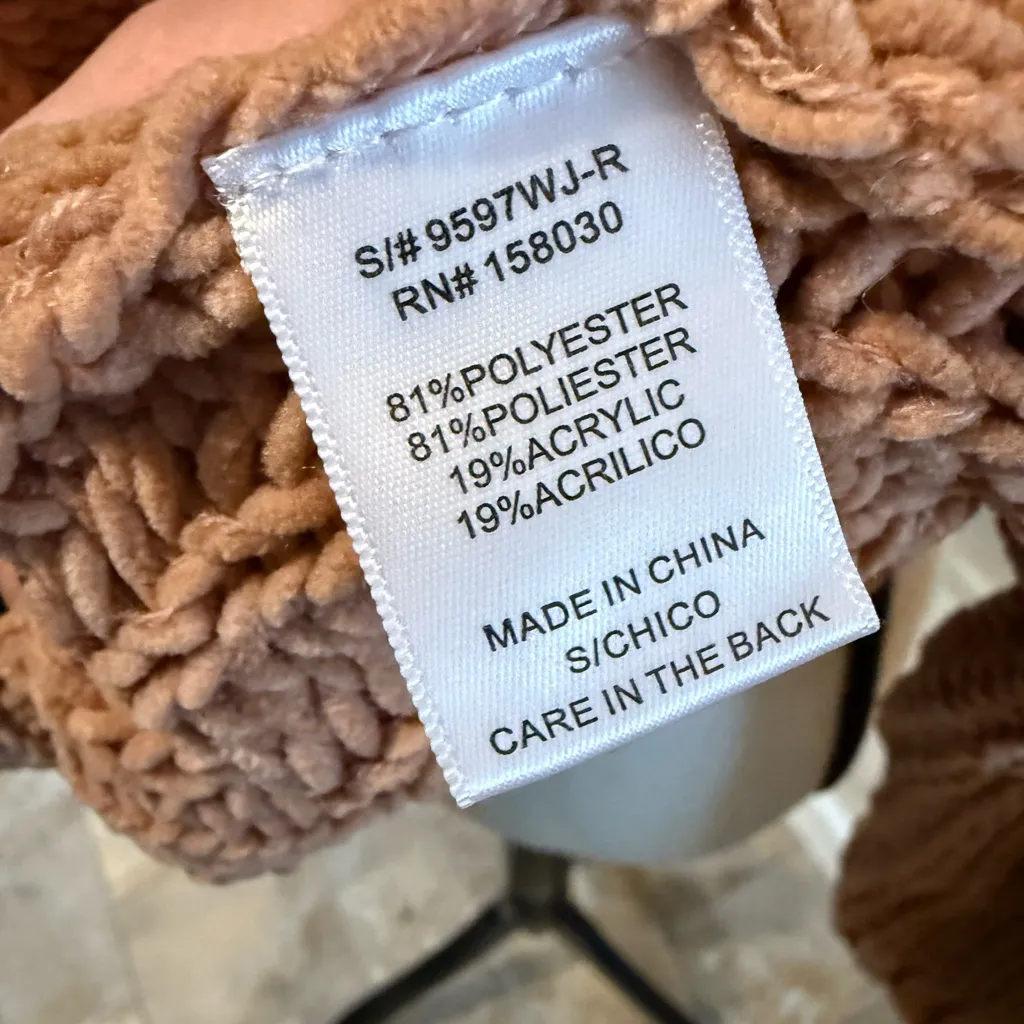 S/# 9597WJ-R
RN# 158030
81%POLYESTER
81%POLIESTER
19%ACRYLIC
19%ACRILICO
MADE IN CHINA
S/CHICO
CARE IN THE BACK